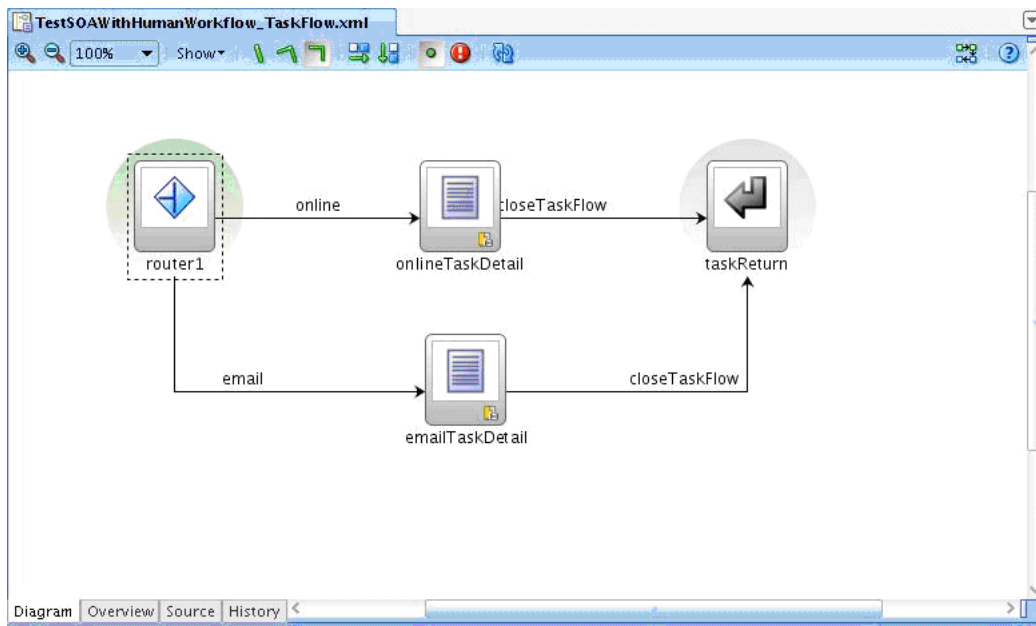 TestSOAWithHumanWorkflow_TaskFlow.xml
100% Show
online
closeTaskFlow
router1
onlineTaskDetail
taskReturn
email
closeTaskFlow
emailTaskDetail
Diagram Overview Source History